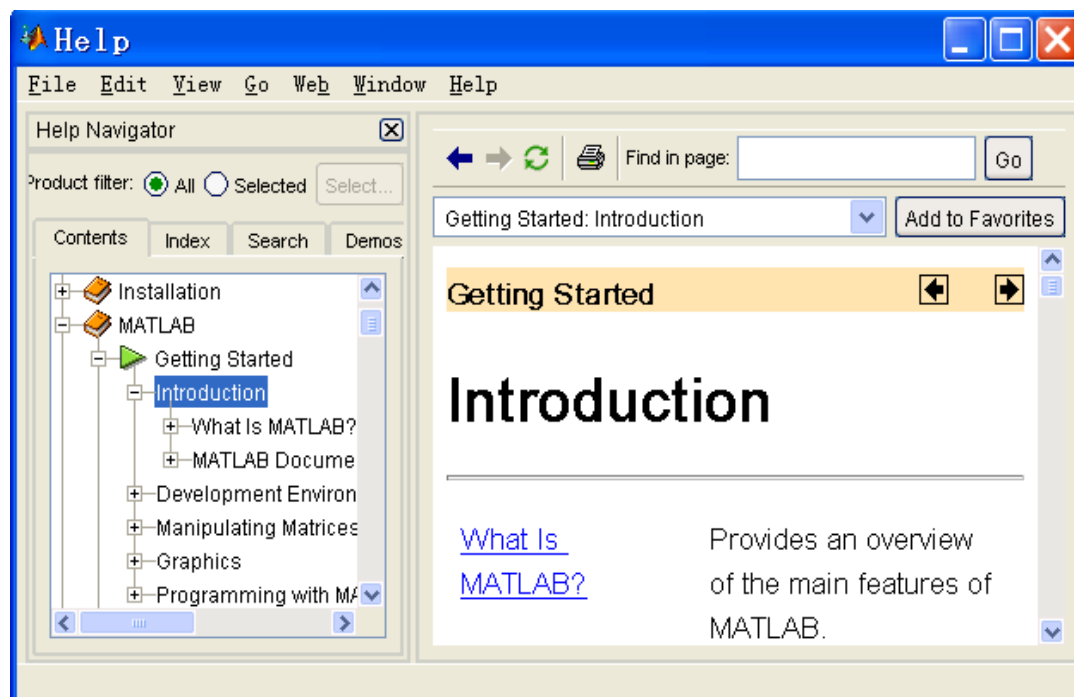 Help
File Edit View Go Web Window Help
Help Navigator
Product filter: All Selected Select...
Contents Index Search Demos
Installation
MATLAB
Getting Started
Introduction
What Is MATLAB?
MATLAB Docume
Development Environ
Manipulating Matrices
Graphics
Programming with MA
Find in page: Go
Getting Started: Introduction Add to Favorites
Getting Started
Introduction
What Is
MATLAB?
Provides an overview
of the main features of
MATLAB.